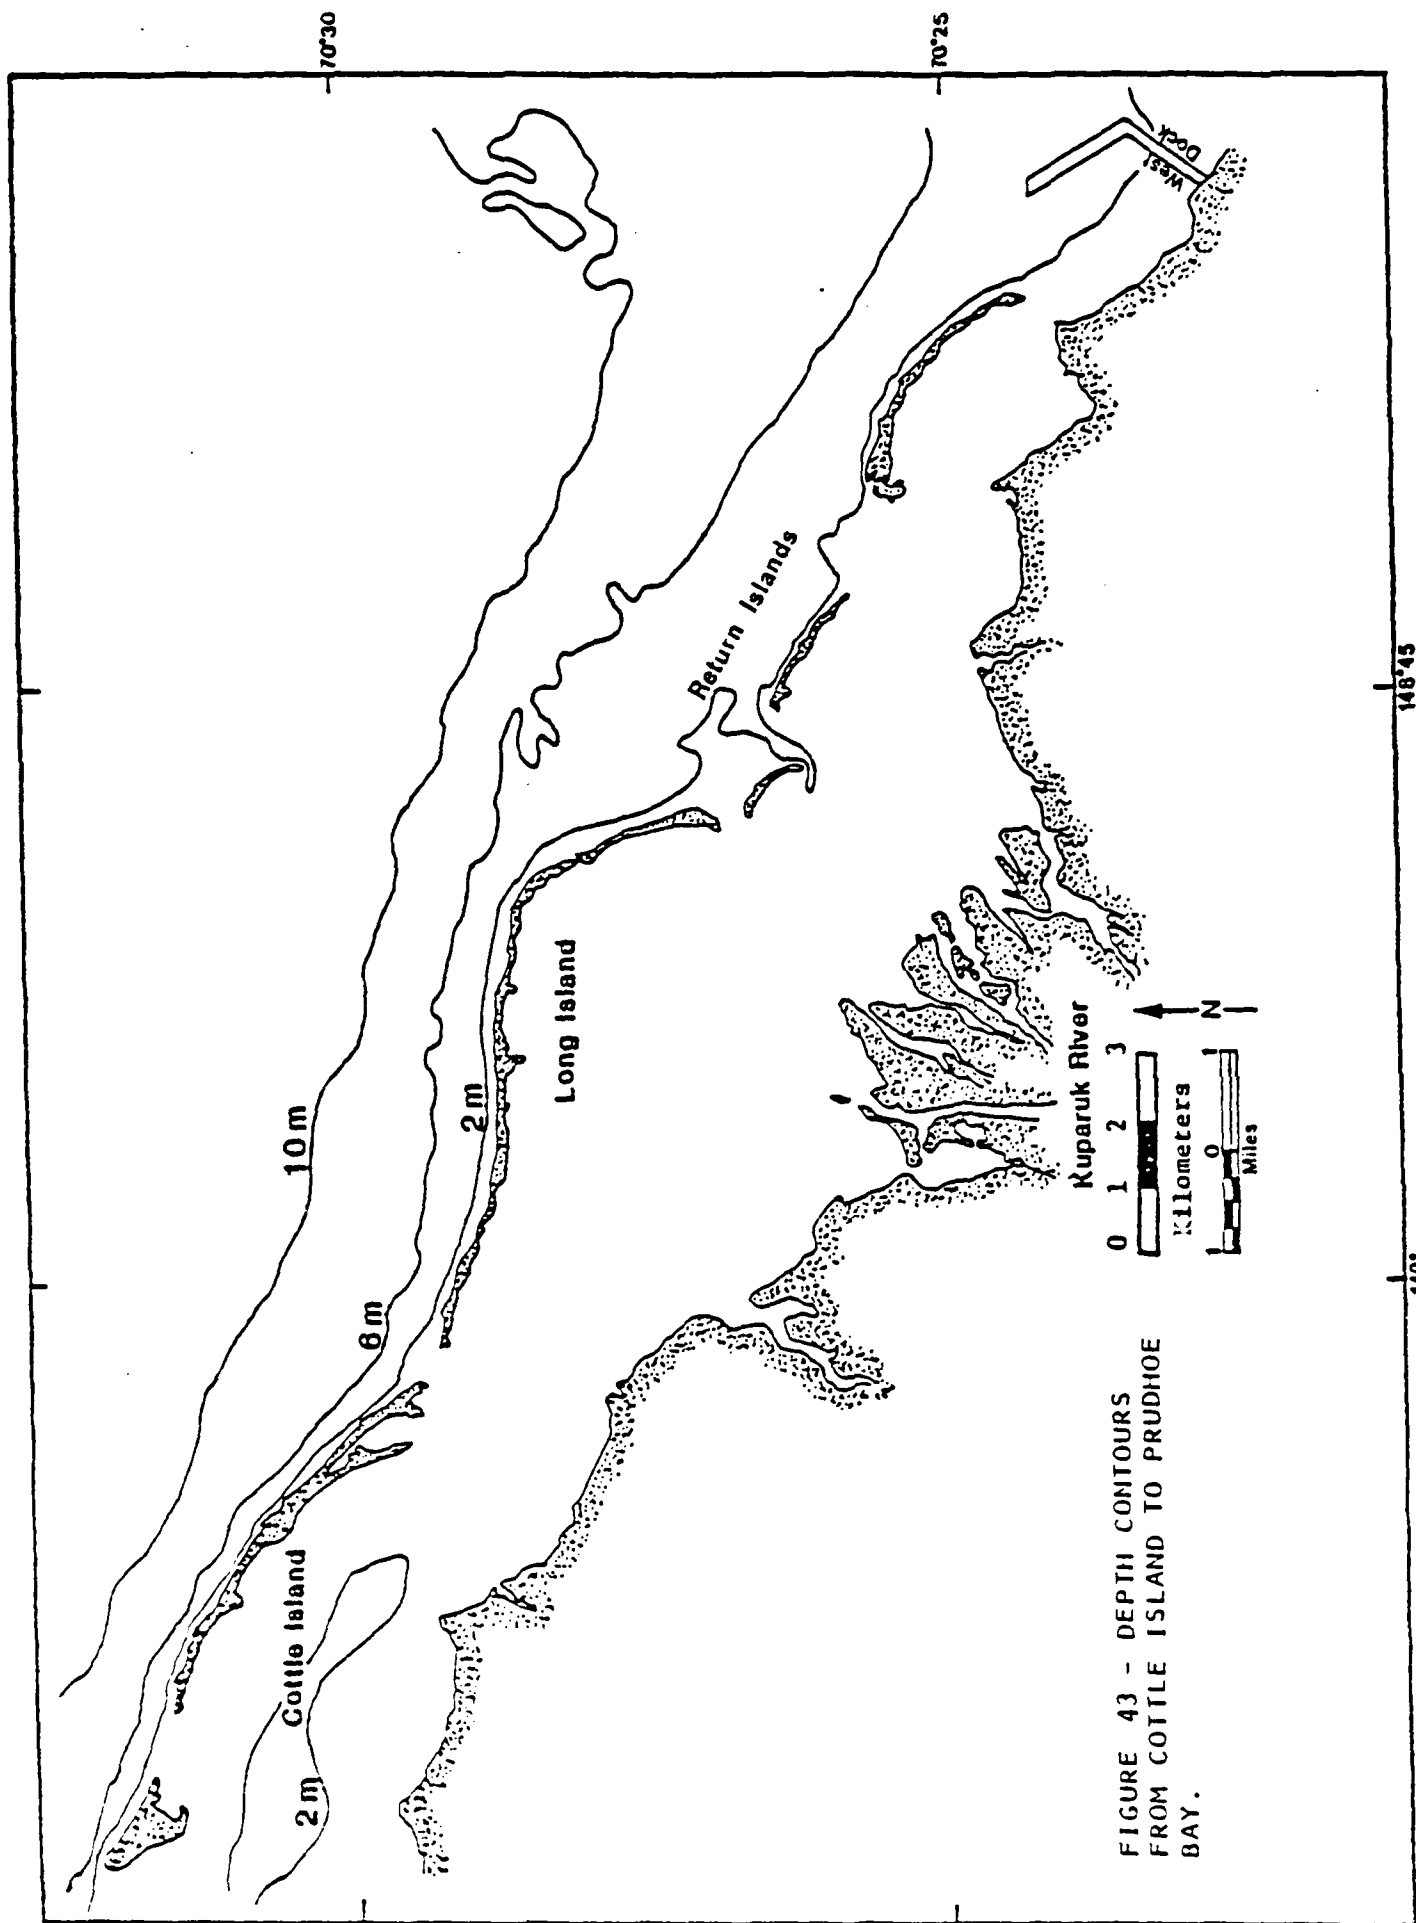 70°30
70°25
West
Dock
Return Islands
148°45
Long Island
10 m
2 m
6 m
Cottle Island
2 m
Kuparuk River
0 1 2 3
Kilometers
N
1 0 1
Miles
FIGURE 43 - DEPTH CONTOURS
FROM COTTLE ISLAND TO PRUDHOE
BAY.